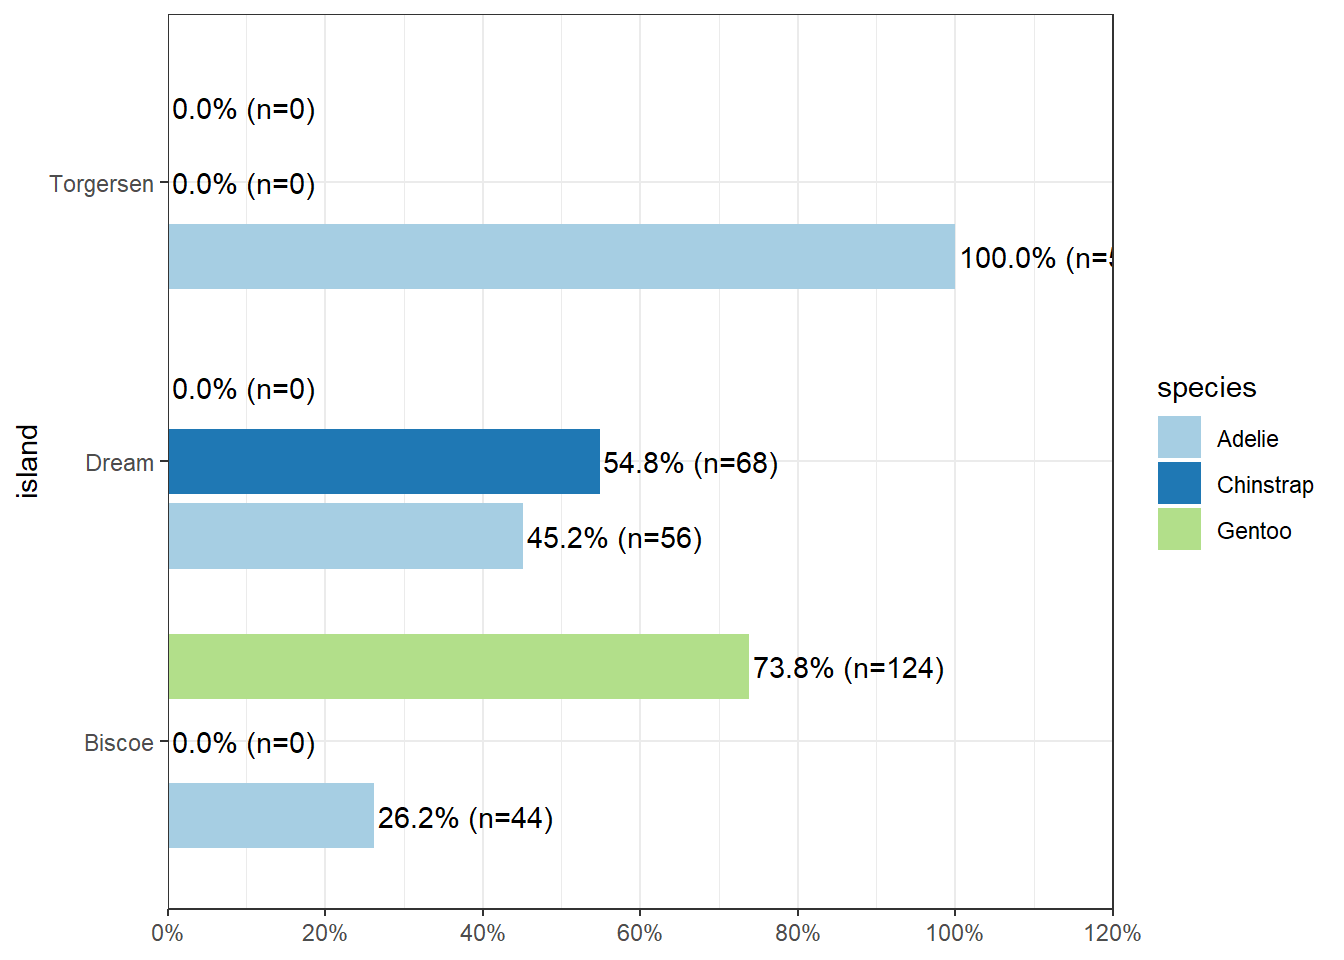 0.0% (n=0)
Torgersen
0.0% (n=0)
100.0%
0.0% (n=0)
Dream
54.8% (n=68)
45.2% (n=56)
73.8% (n=124)
Biscoe
0.0% (n=0)
26.2% (n=44)
island
0% 20% 40% 60% 80% 100% 120%
species
Adelie
Chinstrap
Gentoo